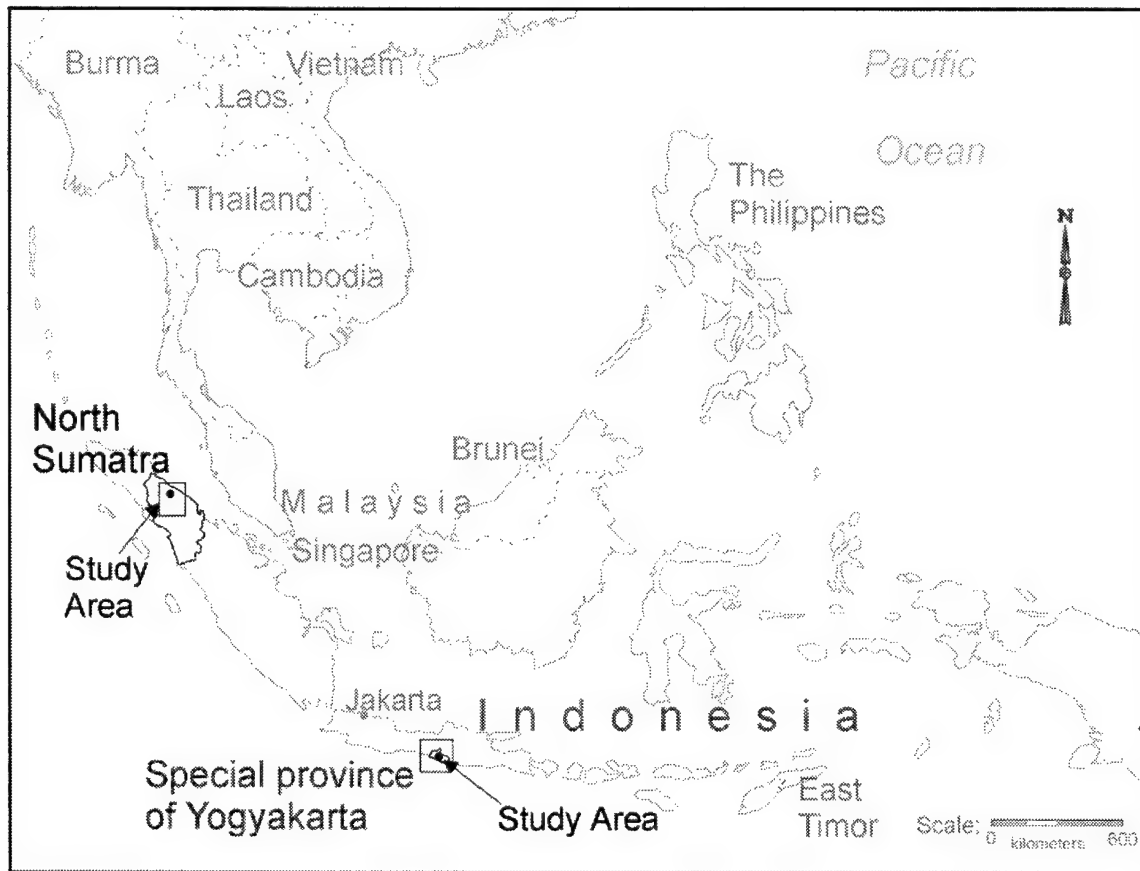 Burma
Vietnam
Laos
Pacific
Ocean
Thailand
The
Philippines
N
Cambodia
North
Sumatra
Brunei
Malaysia
Singapore
Study
Area
Jakarta
Indonesia
Special province
of Yogyakarta
Study Area
East
Timor
Scale:
0 kilometers 600